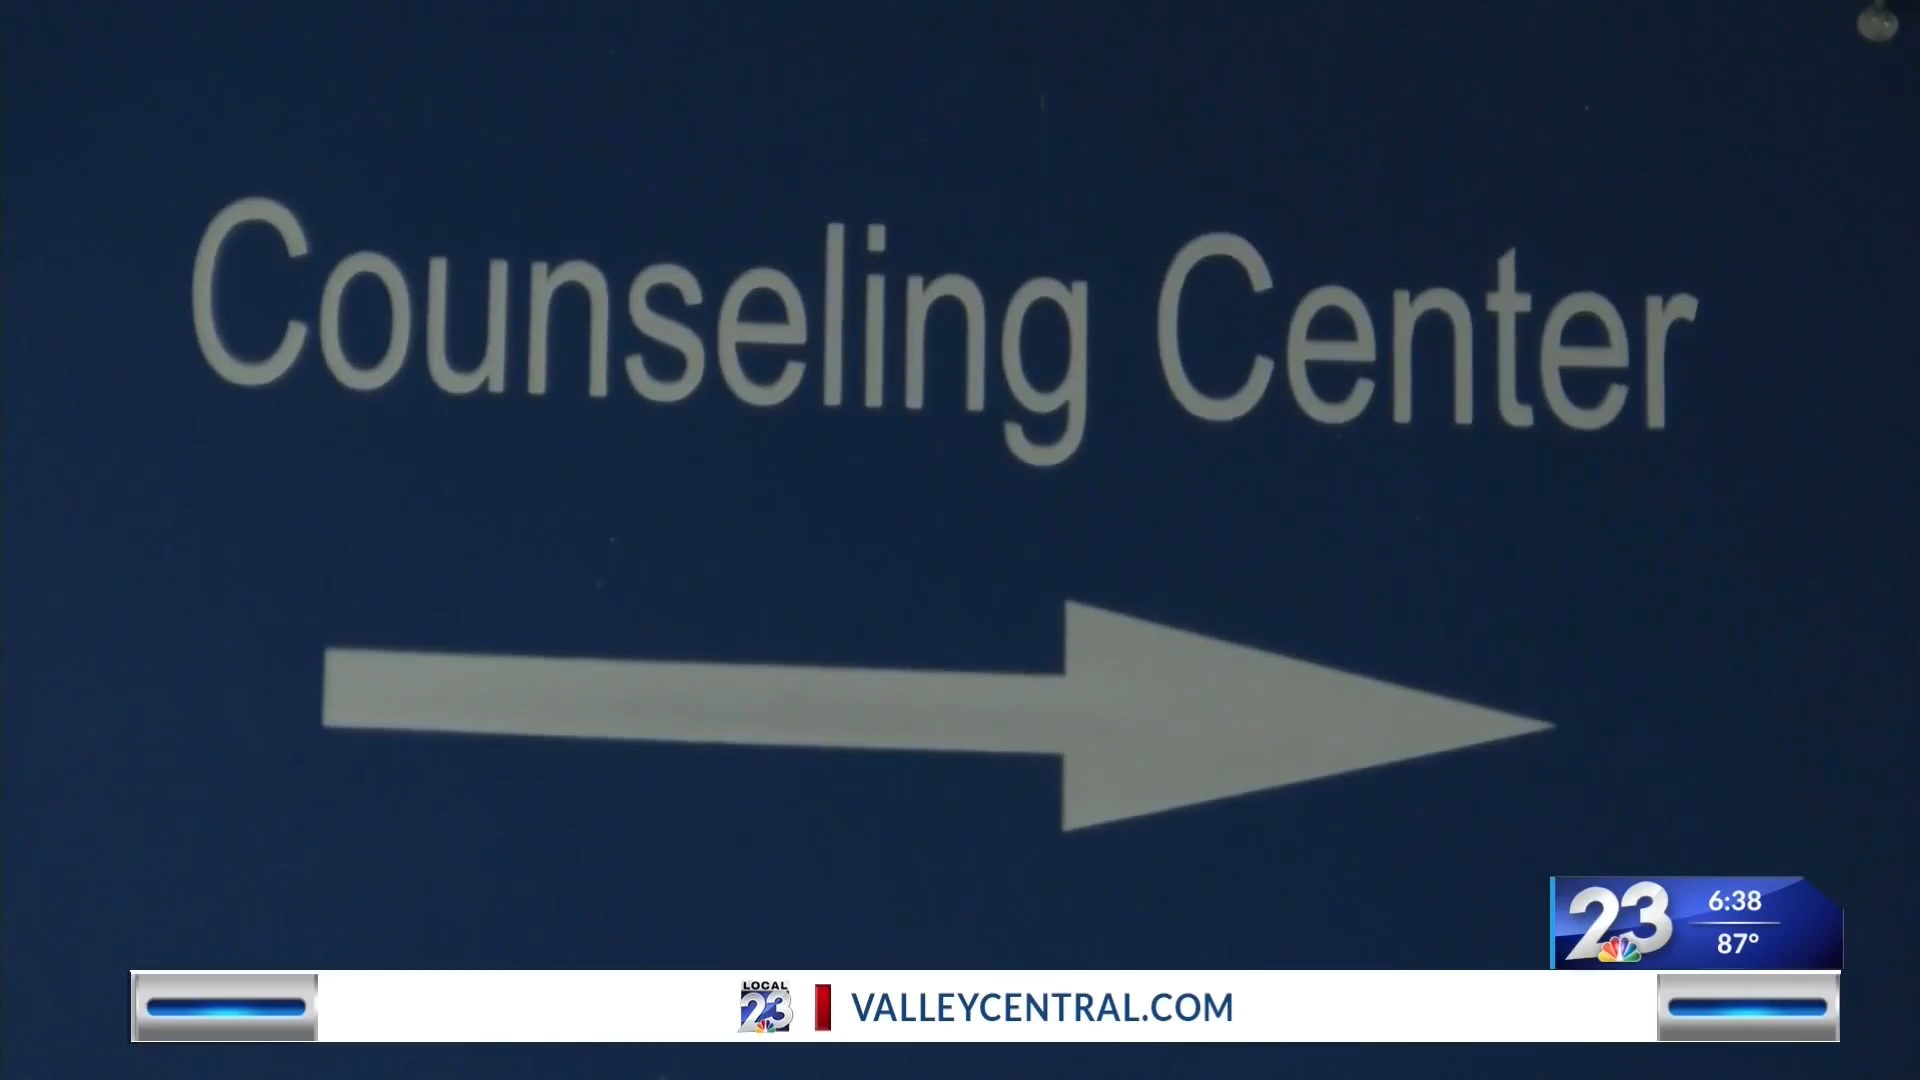 Counseling Center
23
6:38
87°
LOCAL
23
VALLEYCENTRAL.COM